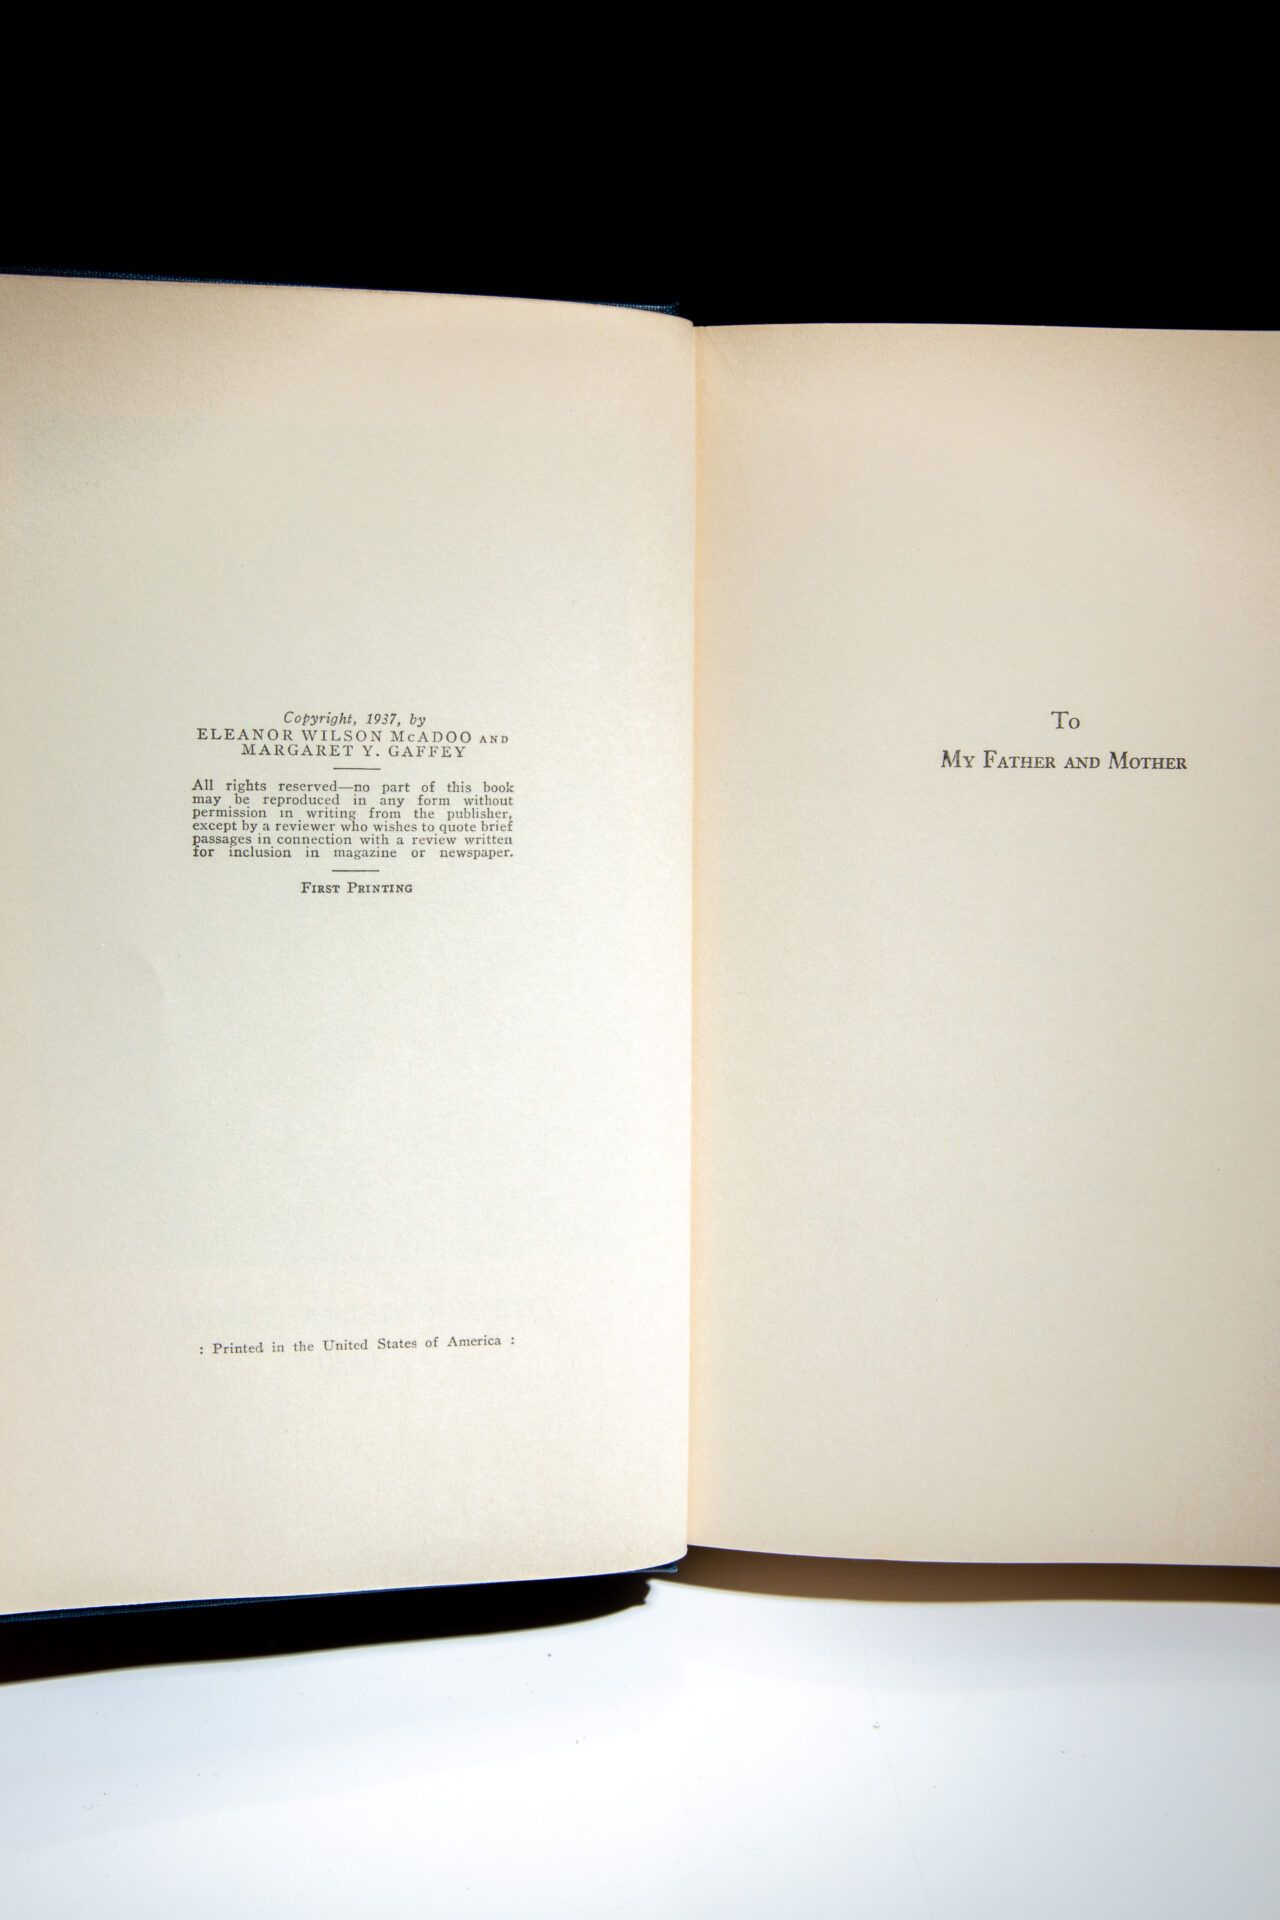 Copyright, 1937, by
ELEANOR WILSON McADOO AND
MARGARET Y. GAFFEY
All rights reserved—no part of this book
may be reproduced in any form without
permission in writing from the publisher,
except by a reviewer who wishes to quote brief
passages in connection with a review written
for inclusion in magazine or newspaper.
First Printing
: Printed in the United States of America :
To
My Father and Mother